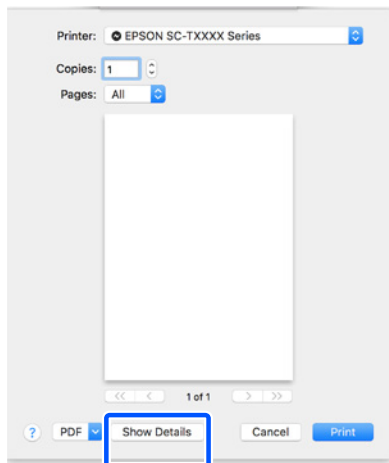 Printer: EPSON SC-TXXXX Series
Copies: 1
Pages: All
<< < 1 of 1 > >>
? PDF Show Details Cancel Print